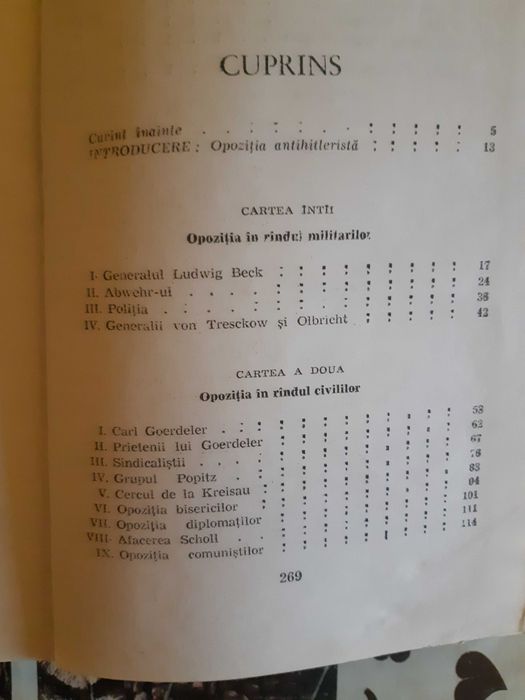 CUPRINS
Cuvînt înainte . . : . : . . : : : : : 5
INTRODUCERE : Opoziția antihitleristă : : : : : 13
CARTEA ÎNTÎI
Opoziția în rîndul militarilor
I. Generalul Ludwig Beck : : : : : : : 17
II. Abwehr-ul . . . . : : : : : : 24
III. Poliția . . . . . : : : : : 38
IV. Generalii von Tresckow și Olbricht : : : : 42
CARTEA A DOUA
Opoziția în rîndul civililor
I. Carl Goerdeler . . . . . . . . 58
II. Prietenii lui Goerdeler : : : : : : : 62
III. Sindicaliștii . . . . : : : : : : 67
IV. Grupul Popitz . . : : : : : : 78
V. Cercul de la Kreisau : : : : : : : 83
VI. Opoziția bisericilor : : : : : : : 94
VII. Opoziția diplomaților : : : : : : : 101
VIII. Afacerea Scholl . . : : : : : : 111
IX. Opoziția comuniștilor : : : : : : 114
269